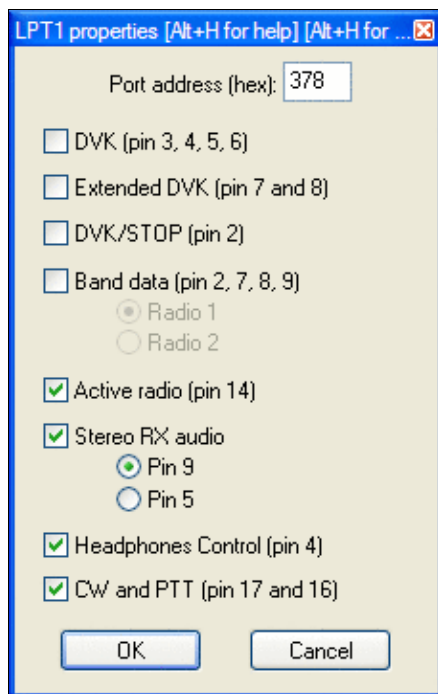 LPT1 properties [Alt+H for help] [Alt+H for ...
Port address (hex): 378
DVK (pin 3, 4, 5, 6)
Extended DVK (pin 7 and 8)
DVK/STOP (pin 2)
Band data (pin 2, 7, 8, 9)
Radio 1
Radio 2
Active radio (pin 14)
Stereo RX audio
Pin 9
Pin 5
Headphones Control (pin 4)
CW and PTT (pin 17 and 16)
OK Cancel